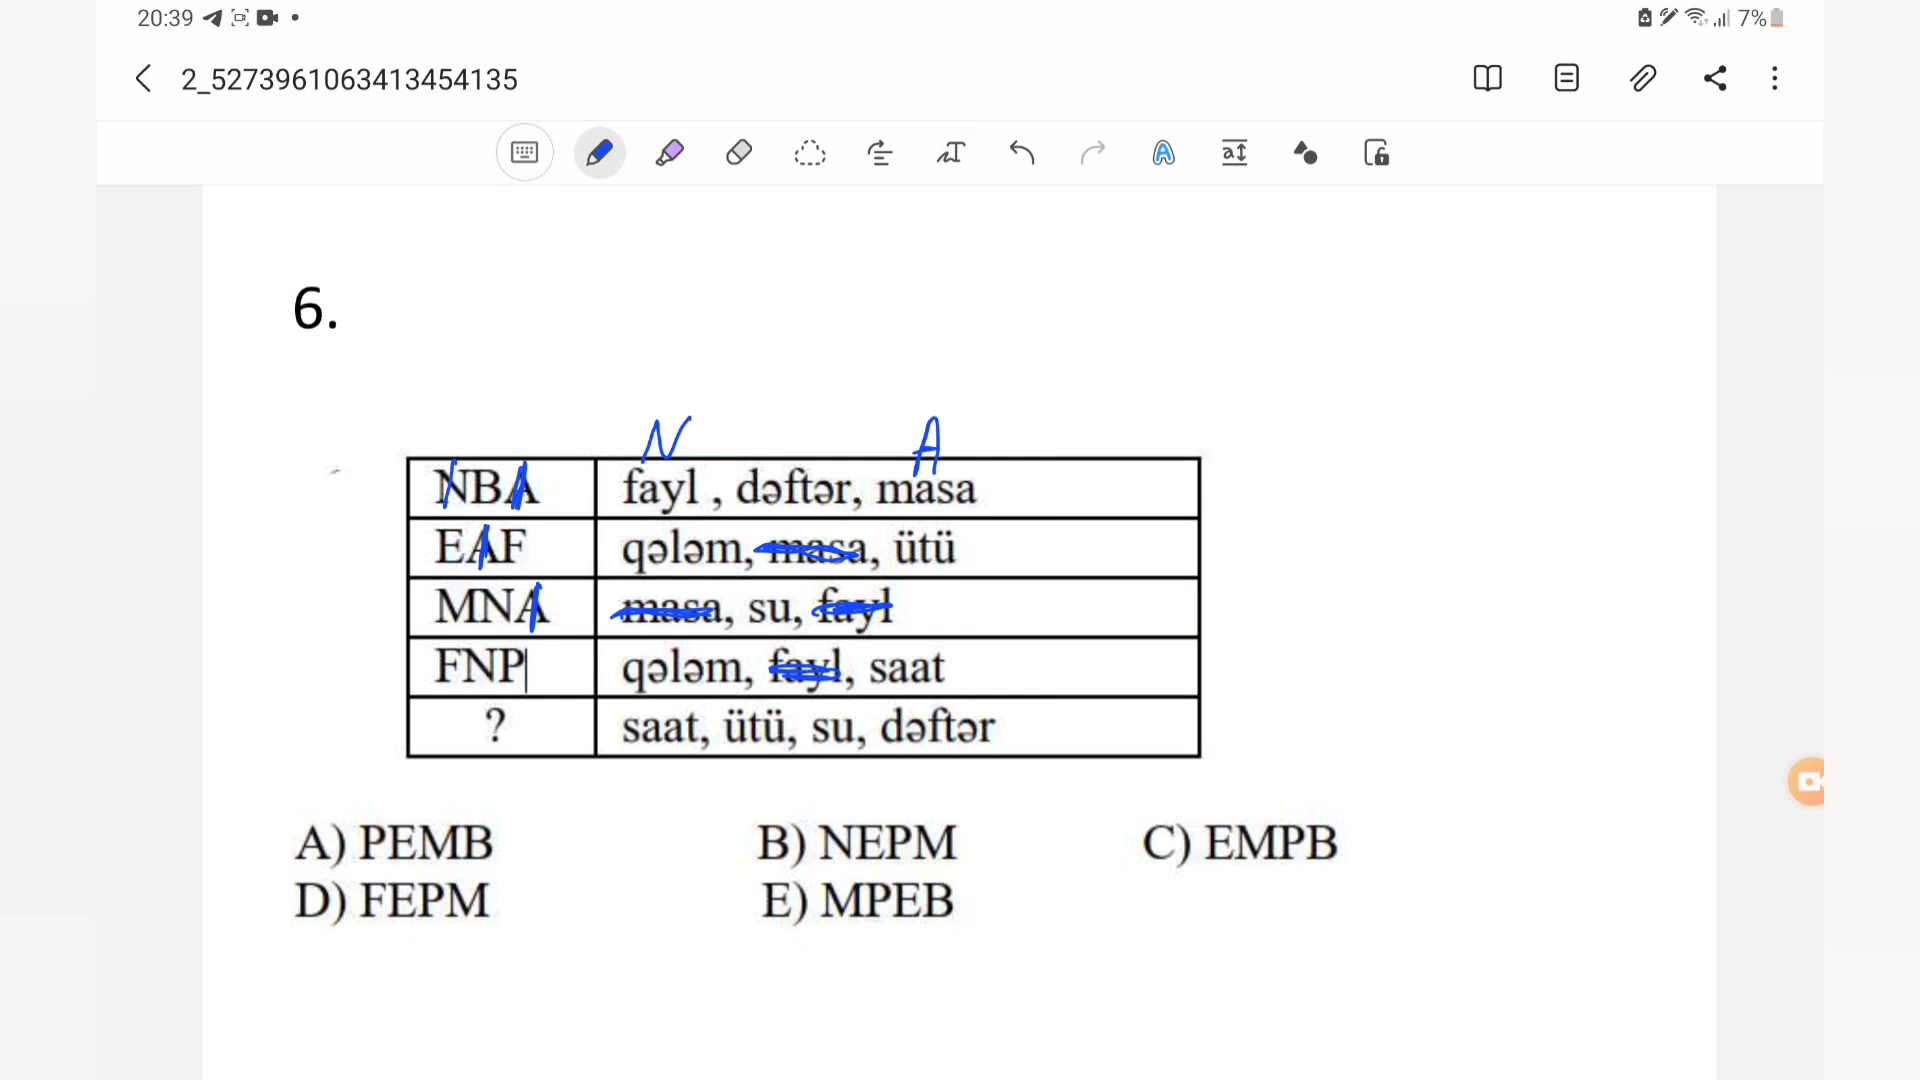 20:39 7%
2_5273961063413454135
6.
N A
NBA fayl , dəftər, masa
EAF qələm, masa, ütü
MNA masa, su, fayl
FNP qələm, fayl, saat
? saat, ütü, su, dəftər
A) PEMB B) NEPM C) EMPB
D) FEPM E) MPEB